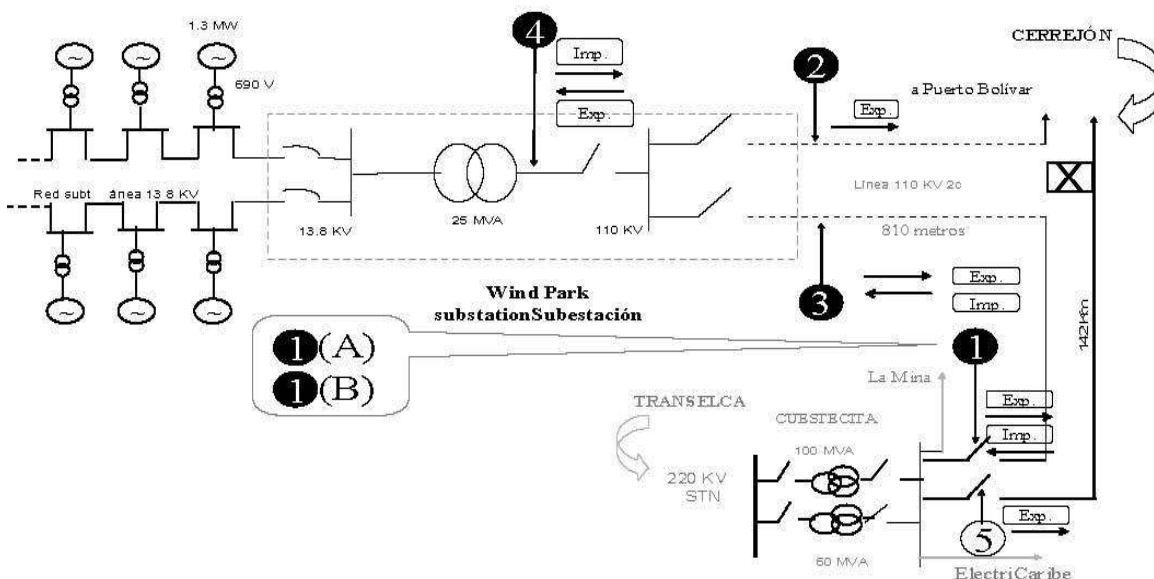 1.3 MW
690 V
4
Imp.
Exp.
2
Exp.
CERREJÓN
a Puerto Bolívar
Red subt
ánea 13 8 KV
13.8 KV
25 MVA
110 KV
Línea 110 KV 2c
810 metros
3
Exp.
Imp.
142Km
Wind Park
substationSubestación
1(A)
1(B)
1
La Mina
TRANSELCA
CUESTECITA
Exp.
Imp.
100 MVA
220 KV
STN
60 MVA
5
Exp.
ElectriCaribe